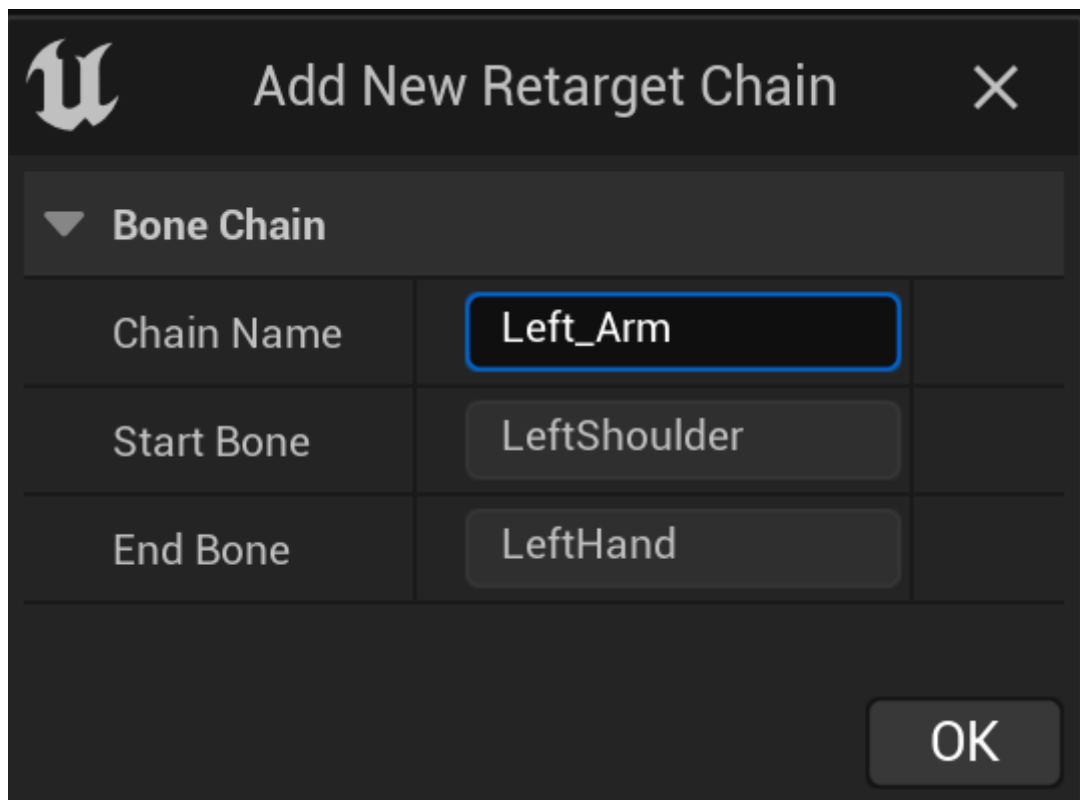 Add New Retarget Chain
Bone Chain
Chain Name Left_Arm
Start Bone LeftShoulder
End Bone LeftHand
OK